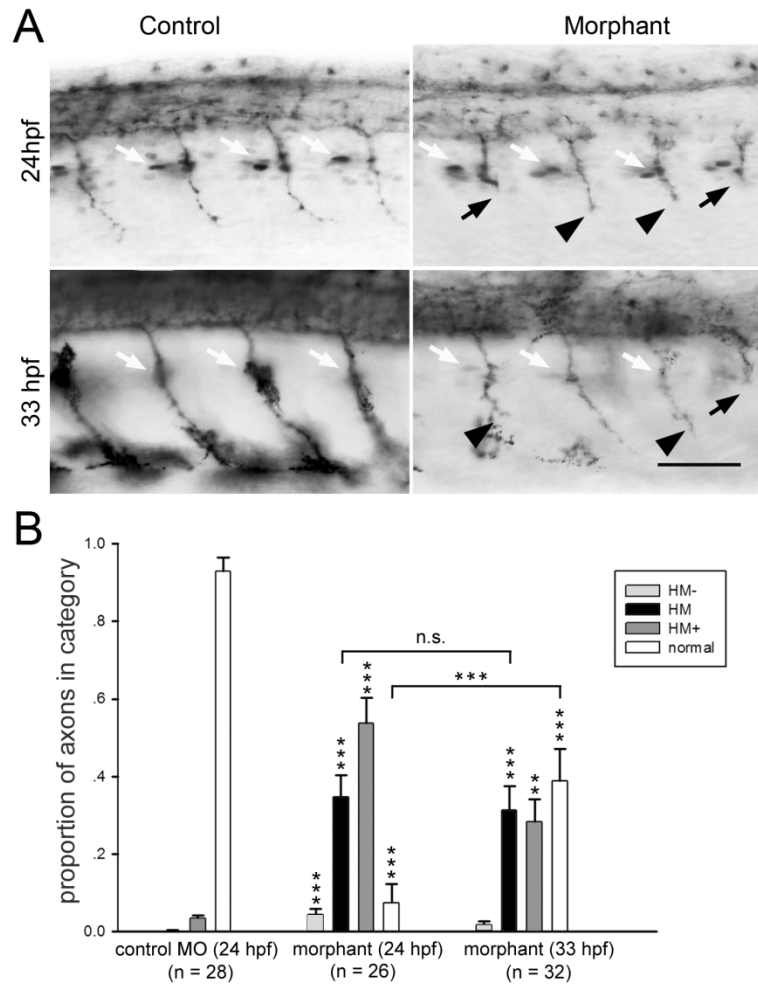 A
Control
Morphant
24hpf
33 hpf
B
proportion of axons in category
1.0
.8
.6
.4
.2
0.0
HM-
HM
HM+
normal
n.s.
***
***
***
***
***
***
**
***
control MO (24 hpf)
(n = 28)
morphant (24 hpf)
(n = 26)
morphant (33 hpf)
(n = 32)